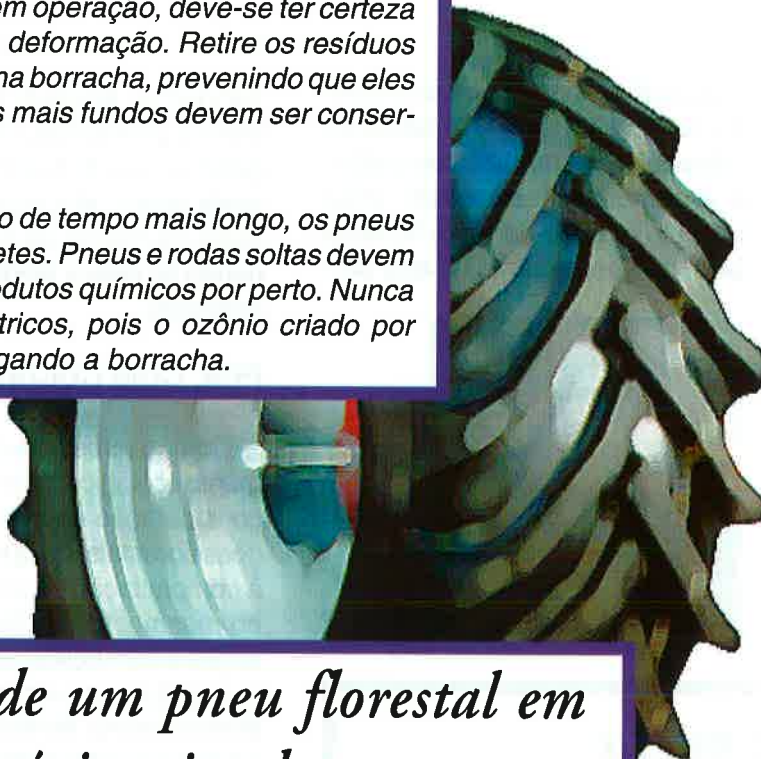 em operação, deve-se ter certeza
deformação. Retire os resíduos
na borracha, prevenindo que eles
s mais fundos devem ser conser-
o de tempo mais longo, os pneus
etes. Pneus e rodas soltas devem
odutos químicos por perto. Nunca
tricos, pois o ozônio criado por
gando a borracha.
de um pneu florestal em